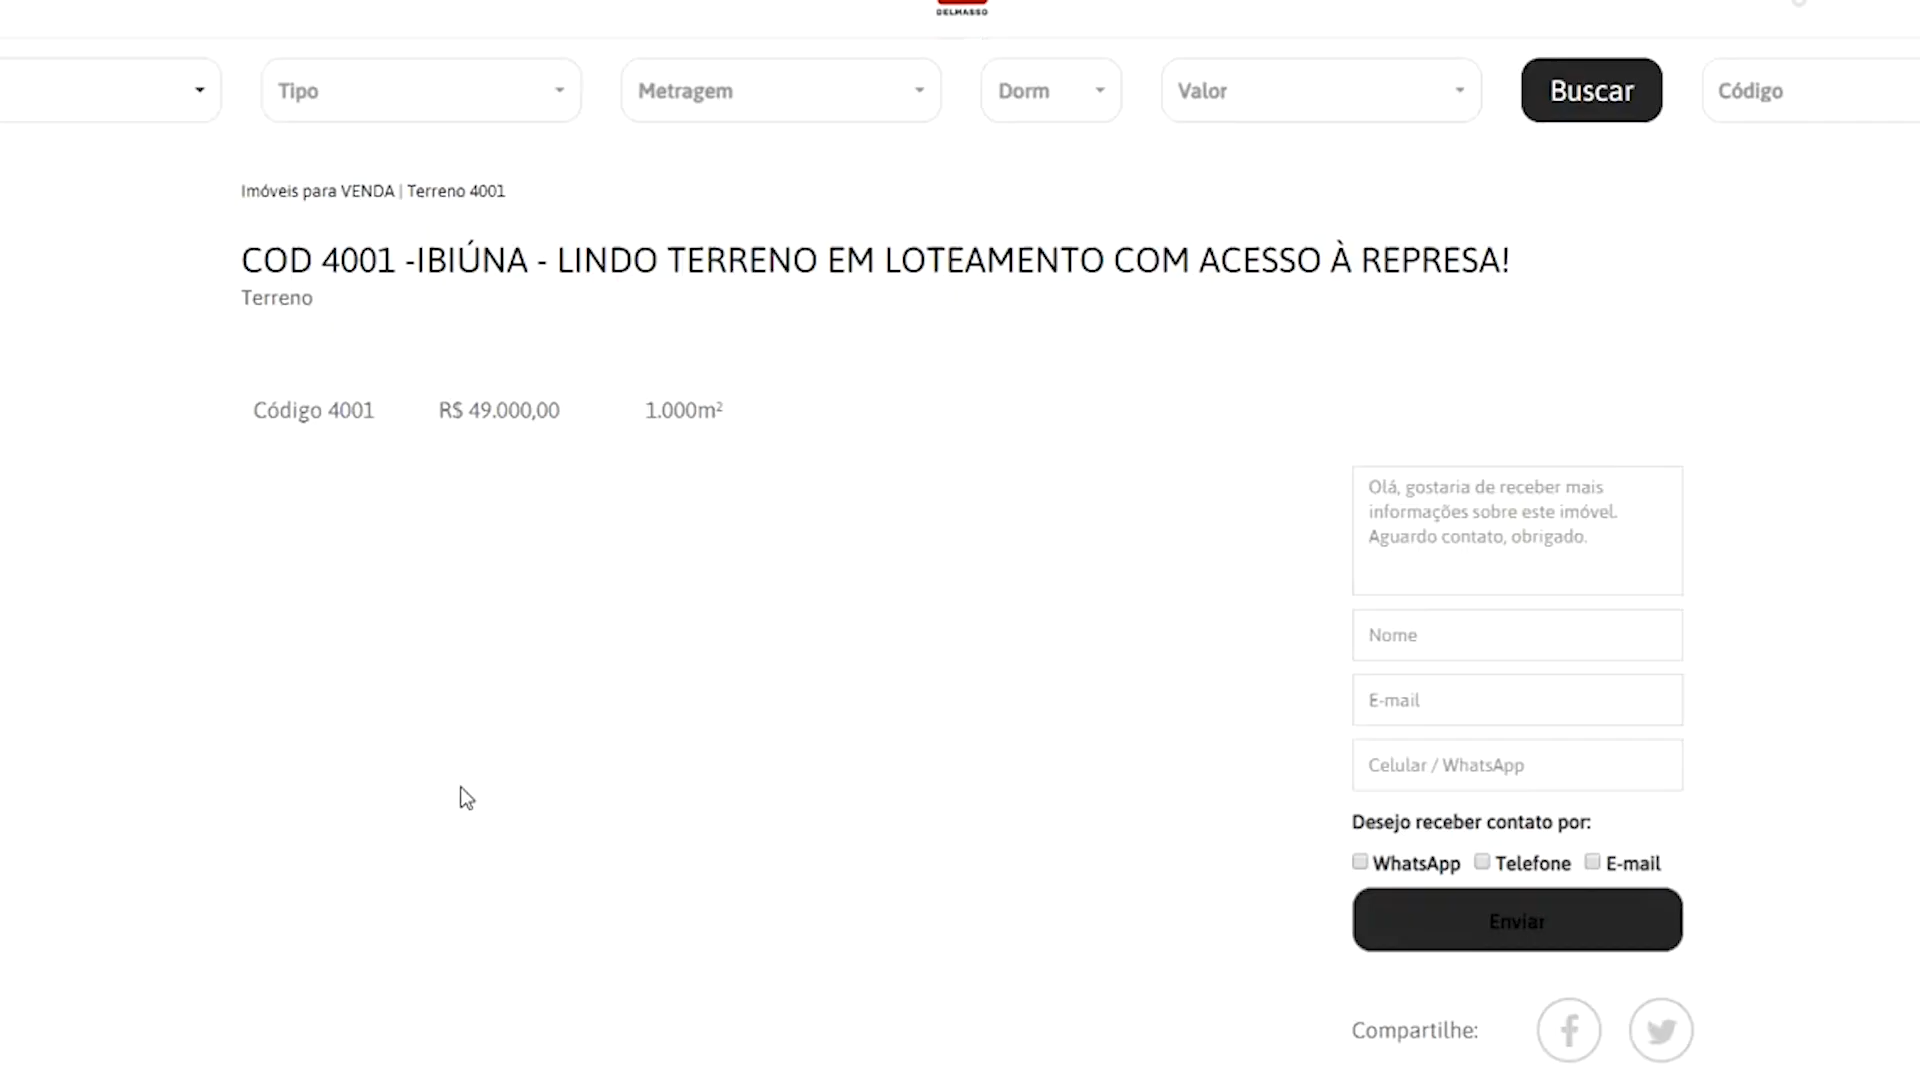 DELMASSO
Tipo
Metragem
Dorm
Valor
Buscar
Código
Imóveis para VENDA | Terreno 4001
COD 4001 -IBIÚNA - LINDO TERRENO EM LOTEAMENTO COM ACESSO À REPRESA!
Terreno
Código 4001 R$ 49.000,00 1.000m²
Olá, gostaria de receber mais
informações sobre este imóvel.
Aguardo contato, obrigado.
Nome
E-mail
Celular / WhatsApp
Desejo receber contato por:
WhatsApp Telefone E-mail
Enviar
Compartilhe: